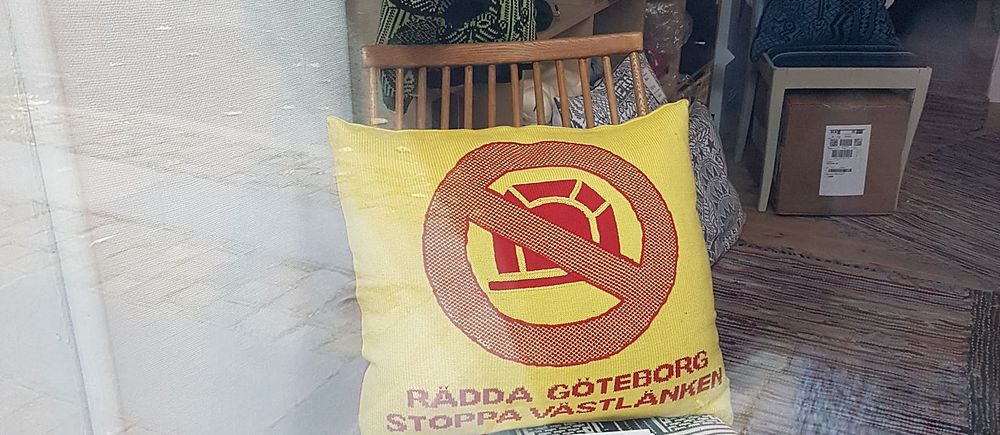 RÄDDA GÖTEBORG
STOPPA VÄSTLÄNKEN